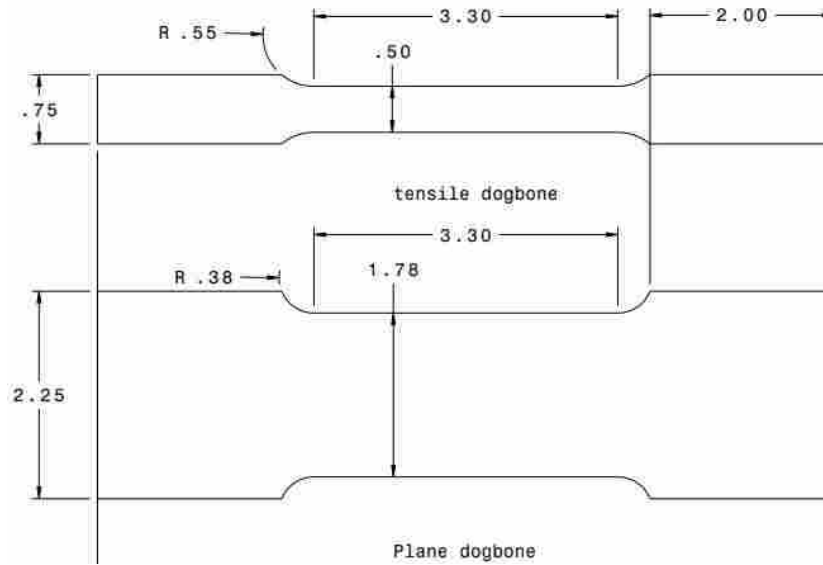 3.30
2.00
R .55
.50
.75
tensile dogbone
3.30
R .38
1.78
2.25
Plane dogbone